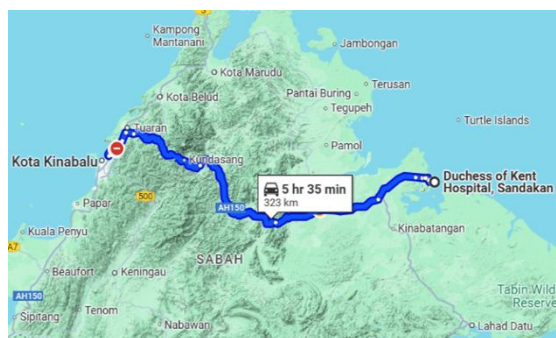 Kampong
Mantanani
Jambongan
Kota Marudu
Terusan
Pantai Buring
Kota Belud
Tegupeh
Turtle Islands
Tuaran
Pamol
Kota Kinabalu
Kundasang
Duchess of Kent
Hospital, Sandakan
5 hr 35 min
323 km
500
Papar
AH150
Kuala Penyu
Kinabatangan
A7
SABAH
Beaufort
Keningau
Tabin Wild
Reserve
AH150
Tenom
Sipitang
Nabawan
Lahad Datu